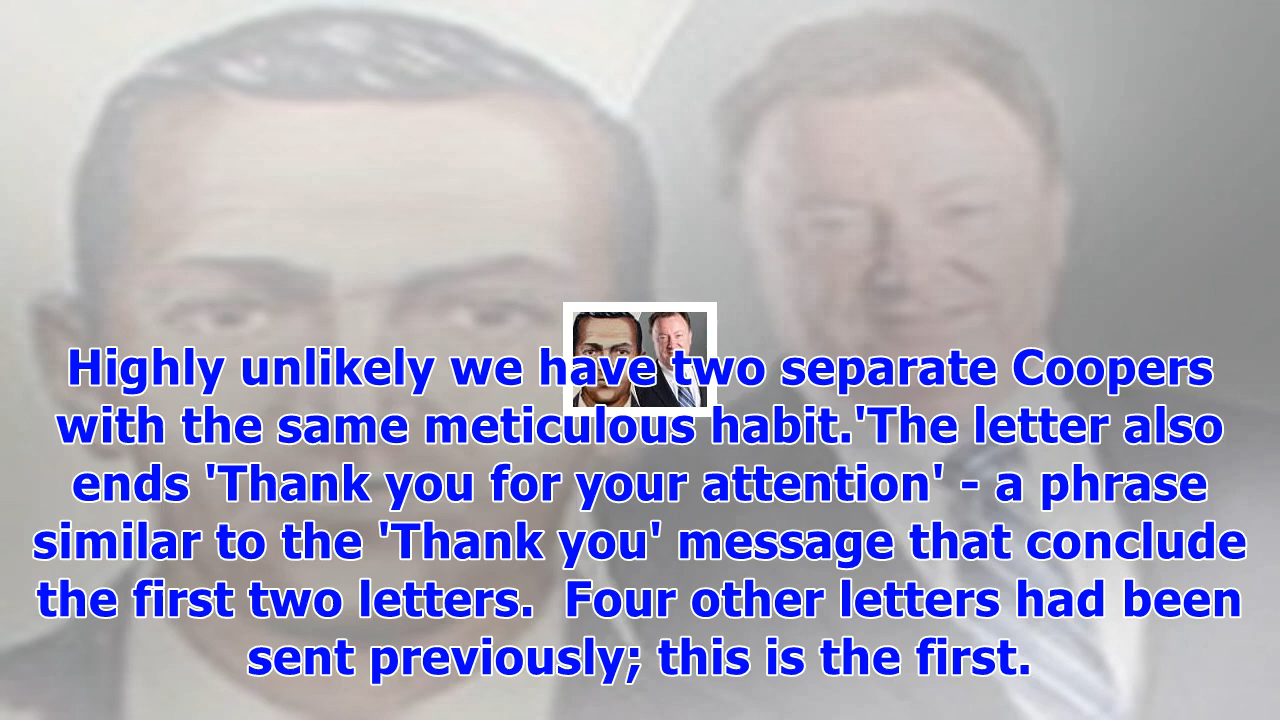 Highly unlikely we have two separate Coopers
with the same meticulous habit.'The letter also
ends 'Thank you for your attention' - a phrase
similar to the 'Thank you' message that conclude
the first two letters.  Four other letters had been
sent previously; this is the first.